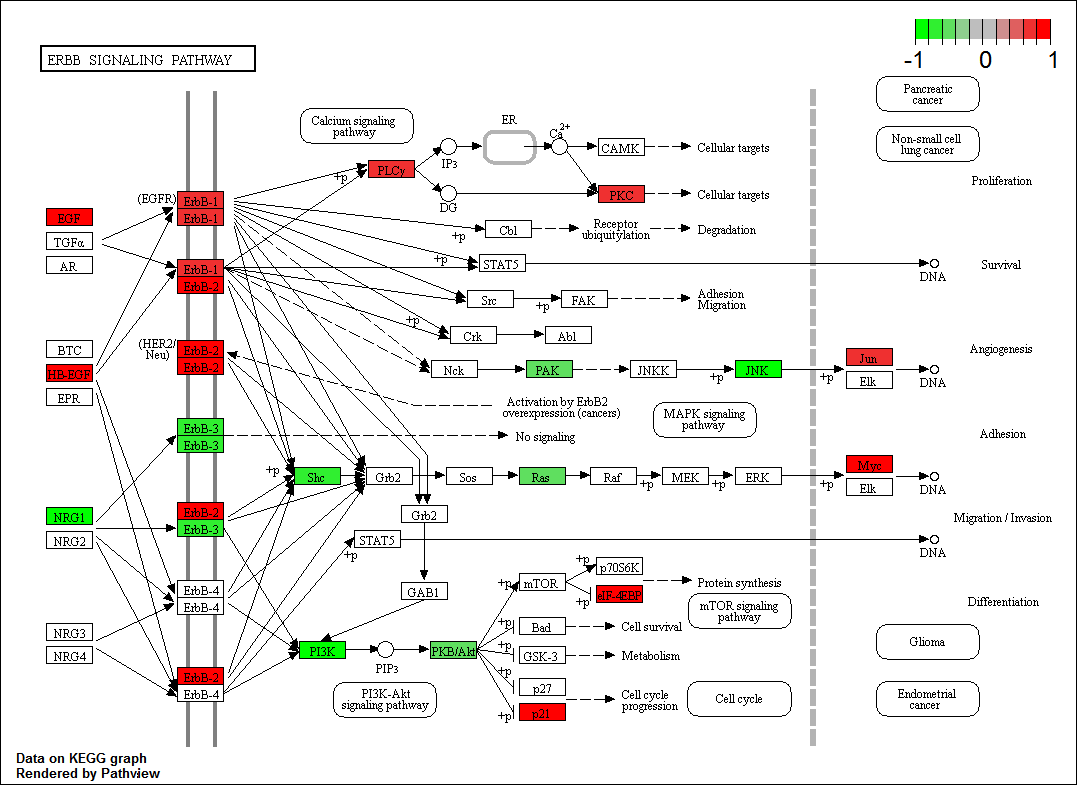 -1 0 1
ERBB SIGNALING PATHWAY
Pancreatic
cancer
Non-small cell
lung cancer
Calcium signaling
pathway
ER
Ca2+
IP3
CAMK
Cellular targets
+p
PLCγ
DG
PKC
Cellular targets
Proliferation
(EGFR)
ErbB-1
ErbB-1
EGF
TGFα
AR
+p
Cbl
Receptor
ubiquitylation
Degradation
+p
STAT5
DNA
Survival
ErbB-1
ErbB-2
Src
+p
FAK
Adhesion
Migration
+p
Crk
Abl
BTC
HB-EGF
EPR
(HER2/
Neu)
ErbB-2
ErbB-2
Nck
PAK
JNKK
+p
JNK
+p
Jun
Elk
DNA
Angiogenesis
Activation by ErbB2
overexpression (cancers)
MAPK signaling
pathway
ErbB-3
ErbB-3
No signaling
Adhesion
+p
Shc
Grb2
Sos
Ras
Raf
+p
MEK
+p
ERK
+p
Myc
Elk
DNA
NRG1
NRG2
ErbB-2
ErbB-3
Grb2
Migration / Invasion
STAT5
+p
DNA
ErbB-4
ErbB-4
GAB1
mTOR
+p
+p
p70S6K
+p
eIF-4EBP
Protein synthesis
mTOR signaling
pathway
Differentiation
NRG3
NRG4
+p
Bad
Cell survival
PI3K
PIP3
PKB/Akt
+p
GSK-3
Metabolism
Glioma
ErbB-2
ErbB-4
PI3K-Akt
signaling pathway
+p
p27
+p
p21
Cell cycle
progression
Cell cycle
Endometrial
cancer
Data on KEGG graph
Rendered by Pathview